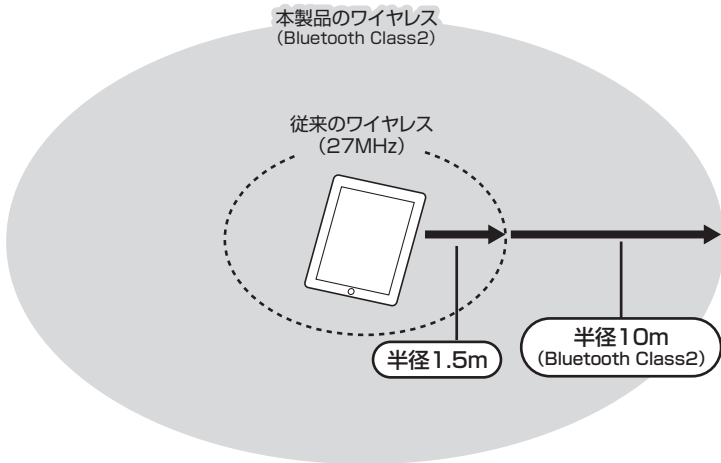 本製品のワイヤレス
(Bluetooth Class2)
従来のワイヤレス
(27MHz)
半径1.5m
半径10m
(Bluetooth Class2)